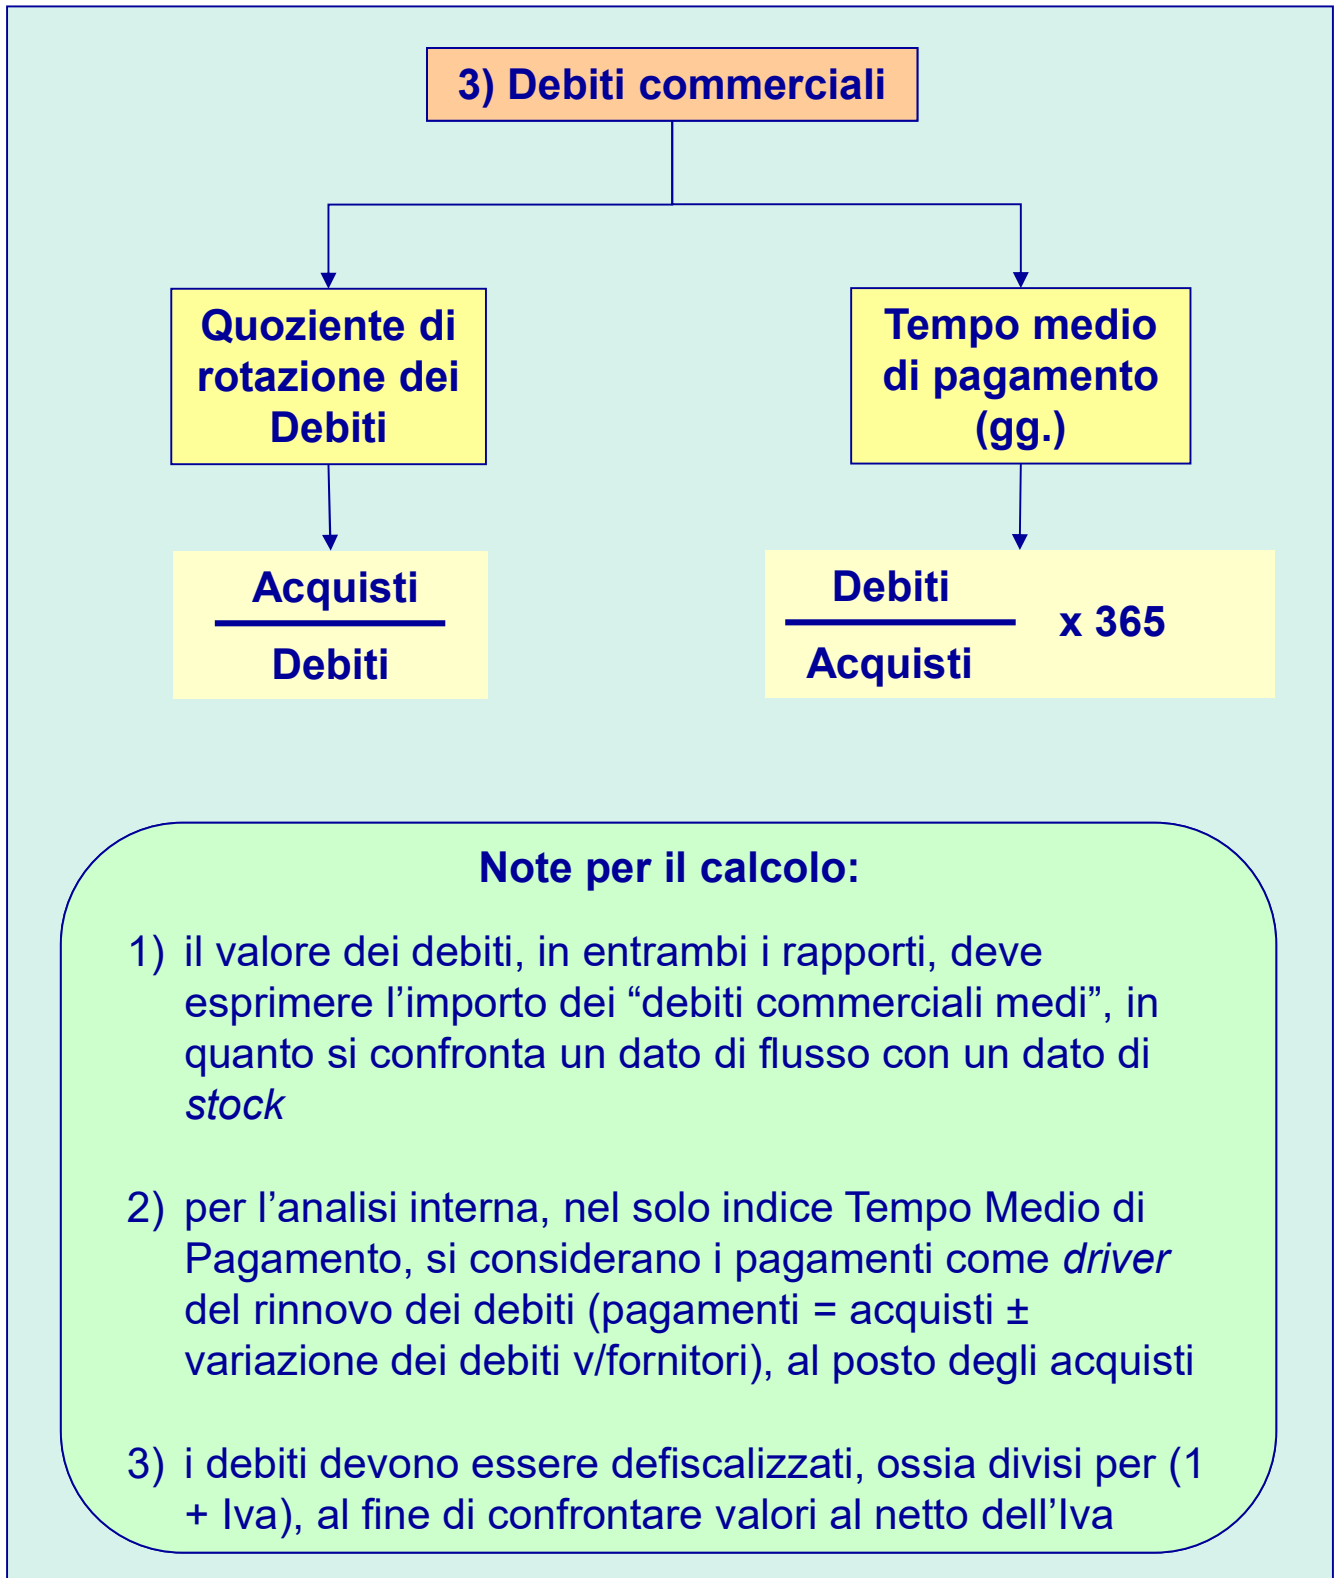 3) Debiti commerciali
Quoziente di
rotazione dei
Debiti
Tempo medio
di pagamento
(gg.)
Acquisti
Debiti
Debiti
Acquisti
x 365
Note per il calcolo:
1) il valore dei debiti, in entrambi i rapporti, deve
esprimere l’importo dei “debiti commerciali medi”, in
quanto si confronta un dato di flusso con un dato di
stock
2) per l’analisi interna, nel solo indice Tempo Medio di
Pagamento, si considerano i pagamenti come driver
del rinnovo dei debiti (pagamenti = acquisti ±
variazione dei debiti v/fornitori), al posto degli acquisti
3) i debiti devono essere defiscalizzati, ossia divisi per (1
+ Iva), al fine di confrontare valori al netto dell’Iva